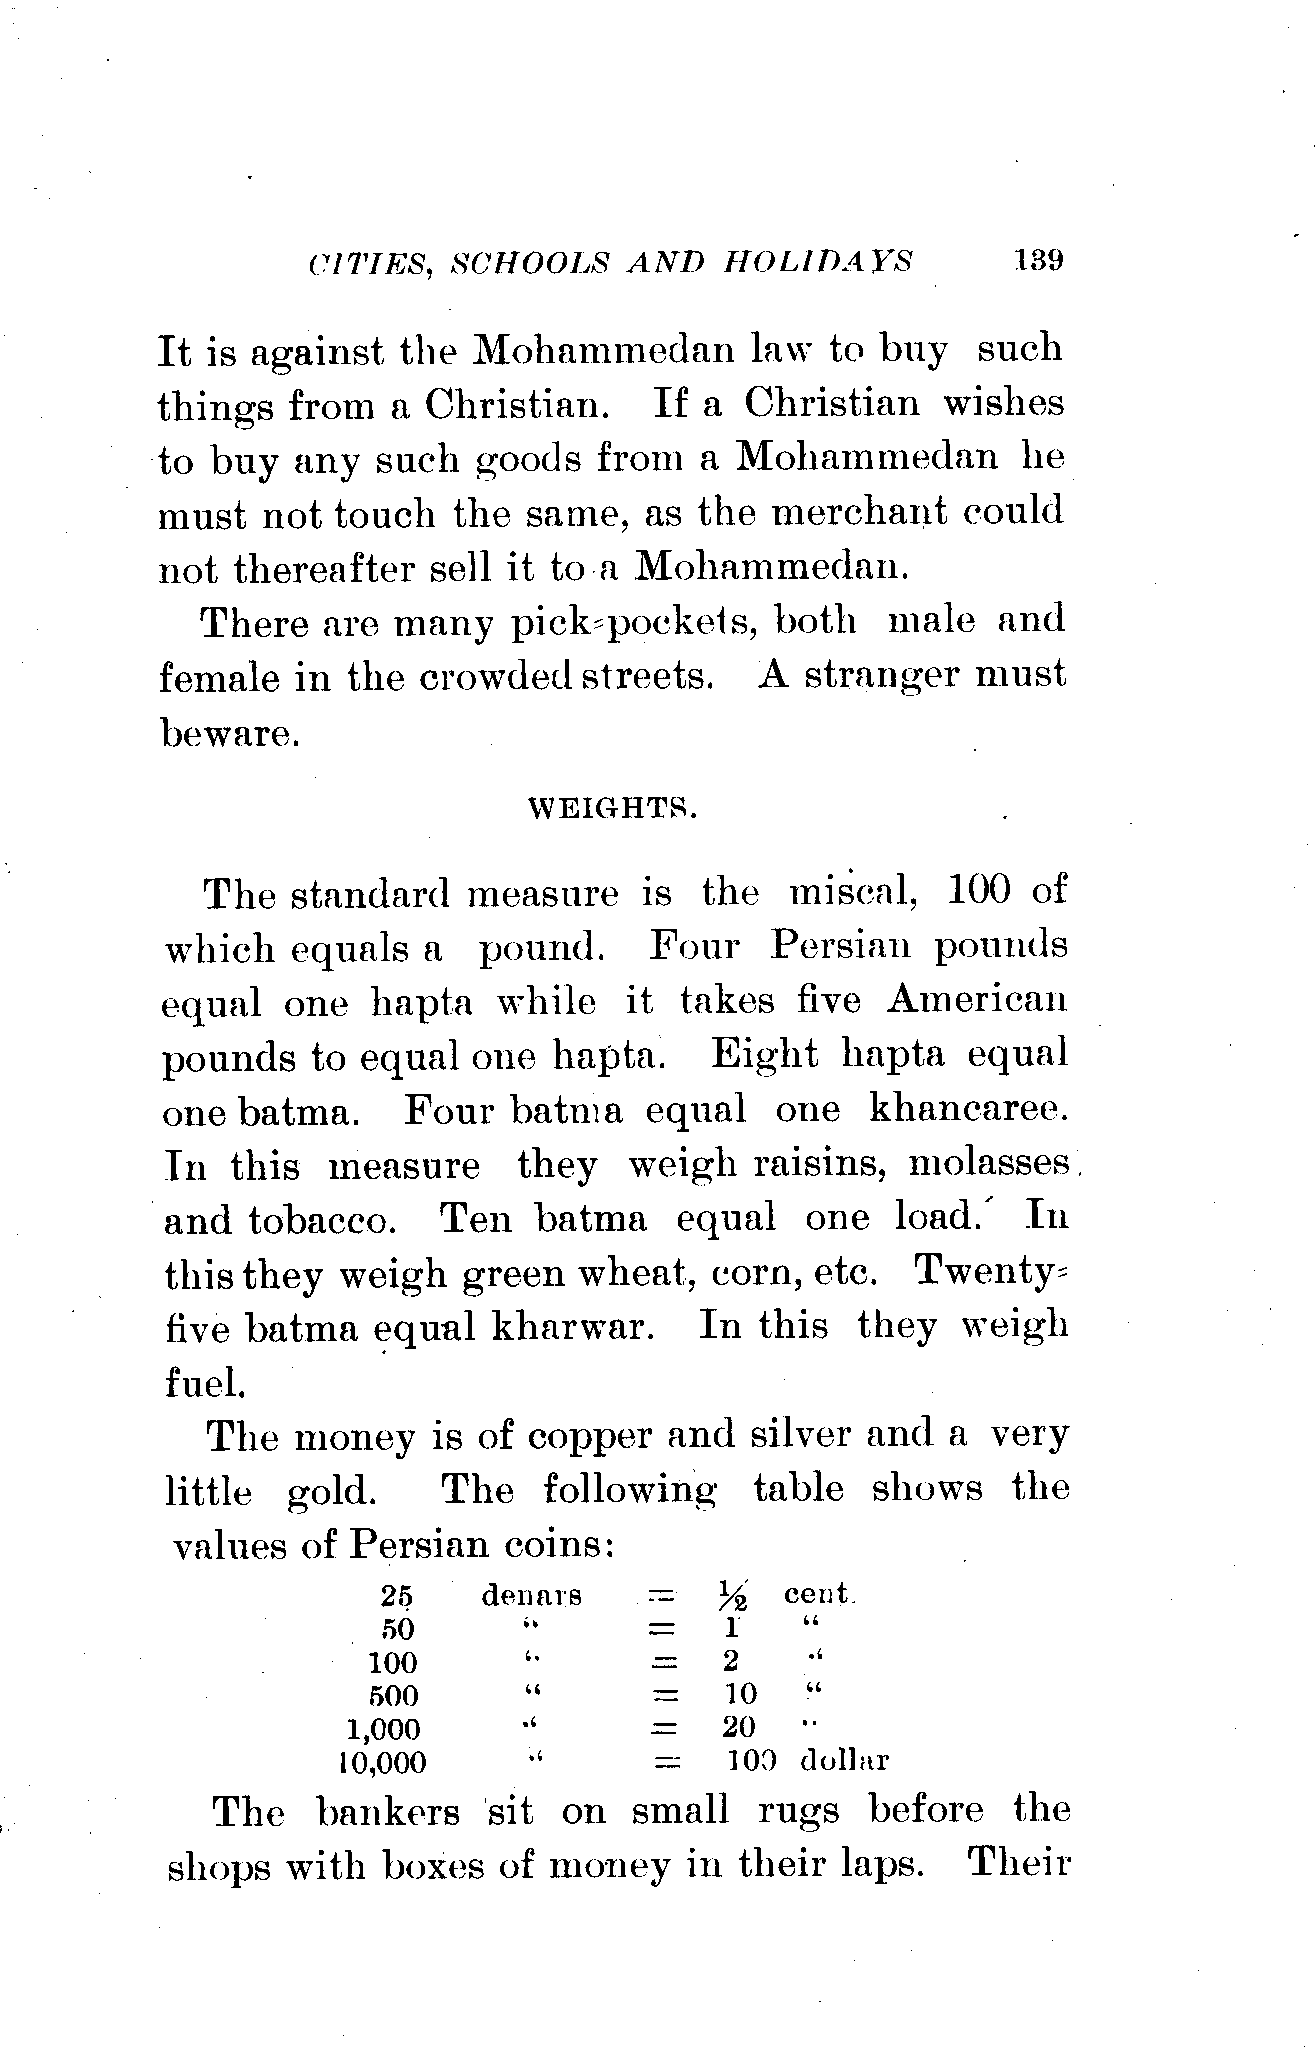 CITIES, SCHOOLS AND HOLIDAYS 139
It is against the Mohammedan law to buy such
things from a Christian. If a Christian wishes
to buy any such goods from a Mohammedan he
must not touch the same, as the merchant could
not thereafter sell it to a Mohammedan.
There are many pick-pockets, both male and
female in the crowded streets. A stranger must
beware.
WEIGHTS.
The standard measure is the miscal, 100 of
which equals a pound. Four Persian pounds
equal one hapta while it takes five American
pounds to equal one hapta. Eight hapta equal
one batma. Four batma equal one khancaree.
In this measure they weigh raisins, molasses
and tobacco. Ten batma equal one load. In
this they weigh green wheat, corn, etc. Twenty-
five batma equal kharwar. In this they weigh
fuel.
The money is of copper and silver and a very
little gold. The following table shows the
values of Persian coins:
25 denars = ½ cent.
50 " = 1 "
100 " = 2 "
500 " = 10 "
1,000 " = 20 "
10,000 " = 100 dollar
The bankers sit on small rugs before the
shops with boxes of money in their laps. Their